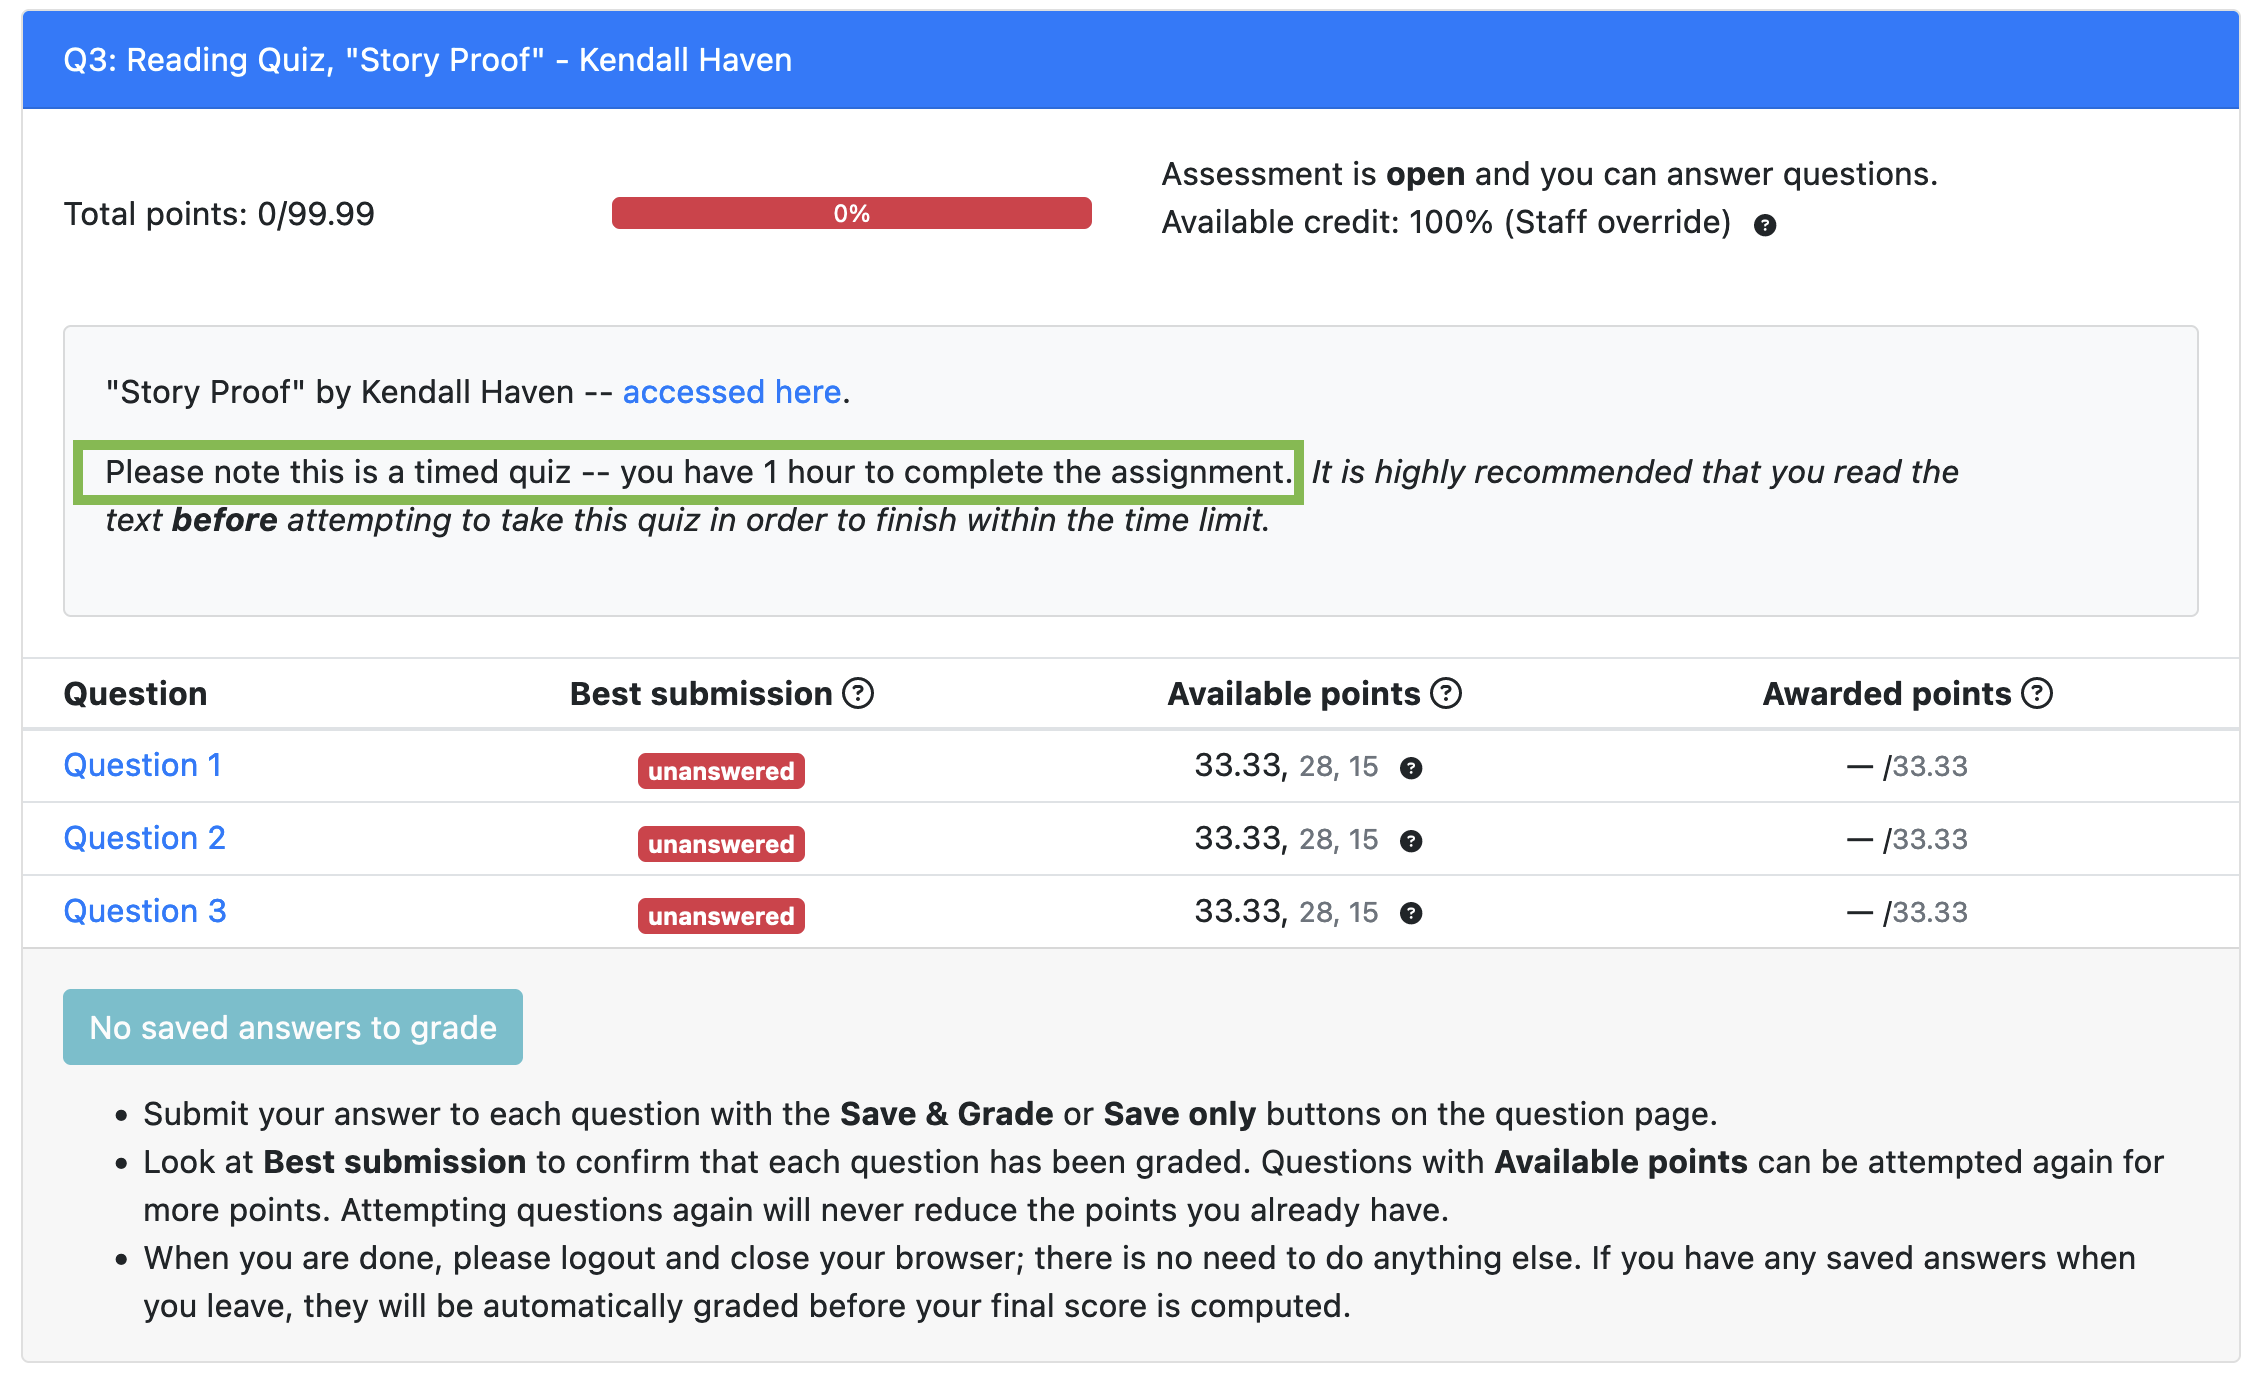 Q3: Reading Quiz, "Story Proof" - Kendall Haven
Total points: 0/99.99
0%
Assessment is open and you can answer questions.
Available credit: 100% (Staff override) ?
"Story Proof" by Kendall Haven -- accessed here.
Please note this is a timed quiz -- you have 1 hour to complete the assignment. It is highly recommended that you read the
text before attempting to take this quiz in order to finish within the time limit.
Question Best submission ? Available points ? Awarded points ?
Question 1 unanswered 33.33, 28, 15 ? — /33.33
Question 2 unanswered 33.33, 28, 15 ? — /33.33
Question 3 unanswered 33.33, 28, 15 ? — /33.33
No saved answers to grade
• Submit your answer to each question with the Save & Grade or Save only buttons on the question page.
• Look at Best submission to confirm that each question has been graded. Questions with Available points can be attempted again for
more points. Attempting questions again will never reduce the points you already have.
• When you are done, please logout and close your browser; there is no need to do anything else. If you have any saved answers when
you leave, they will be automatically graded before your final score is computed.